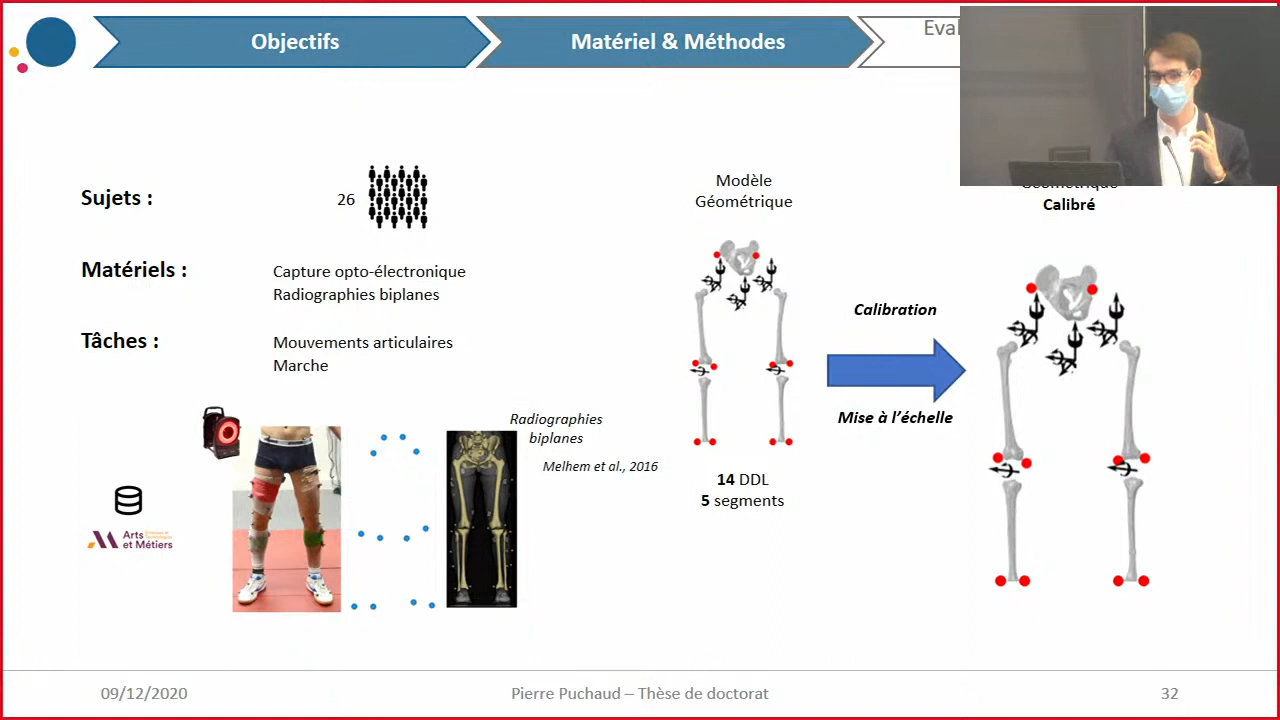 Objectifs
Matériel & Méthodes
Eval
Sujets :
26
Matériels :
Capture opto-électronique
Radiographies biplanes
Tâches :
Mouvements articulaires
Marche
Radiographies
biplanes
Melhem et al., 2016
Arts
et Métiers
Modèle
Géométrique
14 DDL
5 segments
Calibration
Mise à l’échelle
Géométrique
Calibré
09/12/2020
Pierre Puchaud – Thèse de doctorat
32